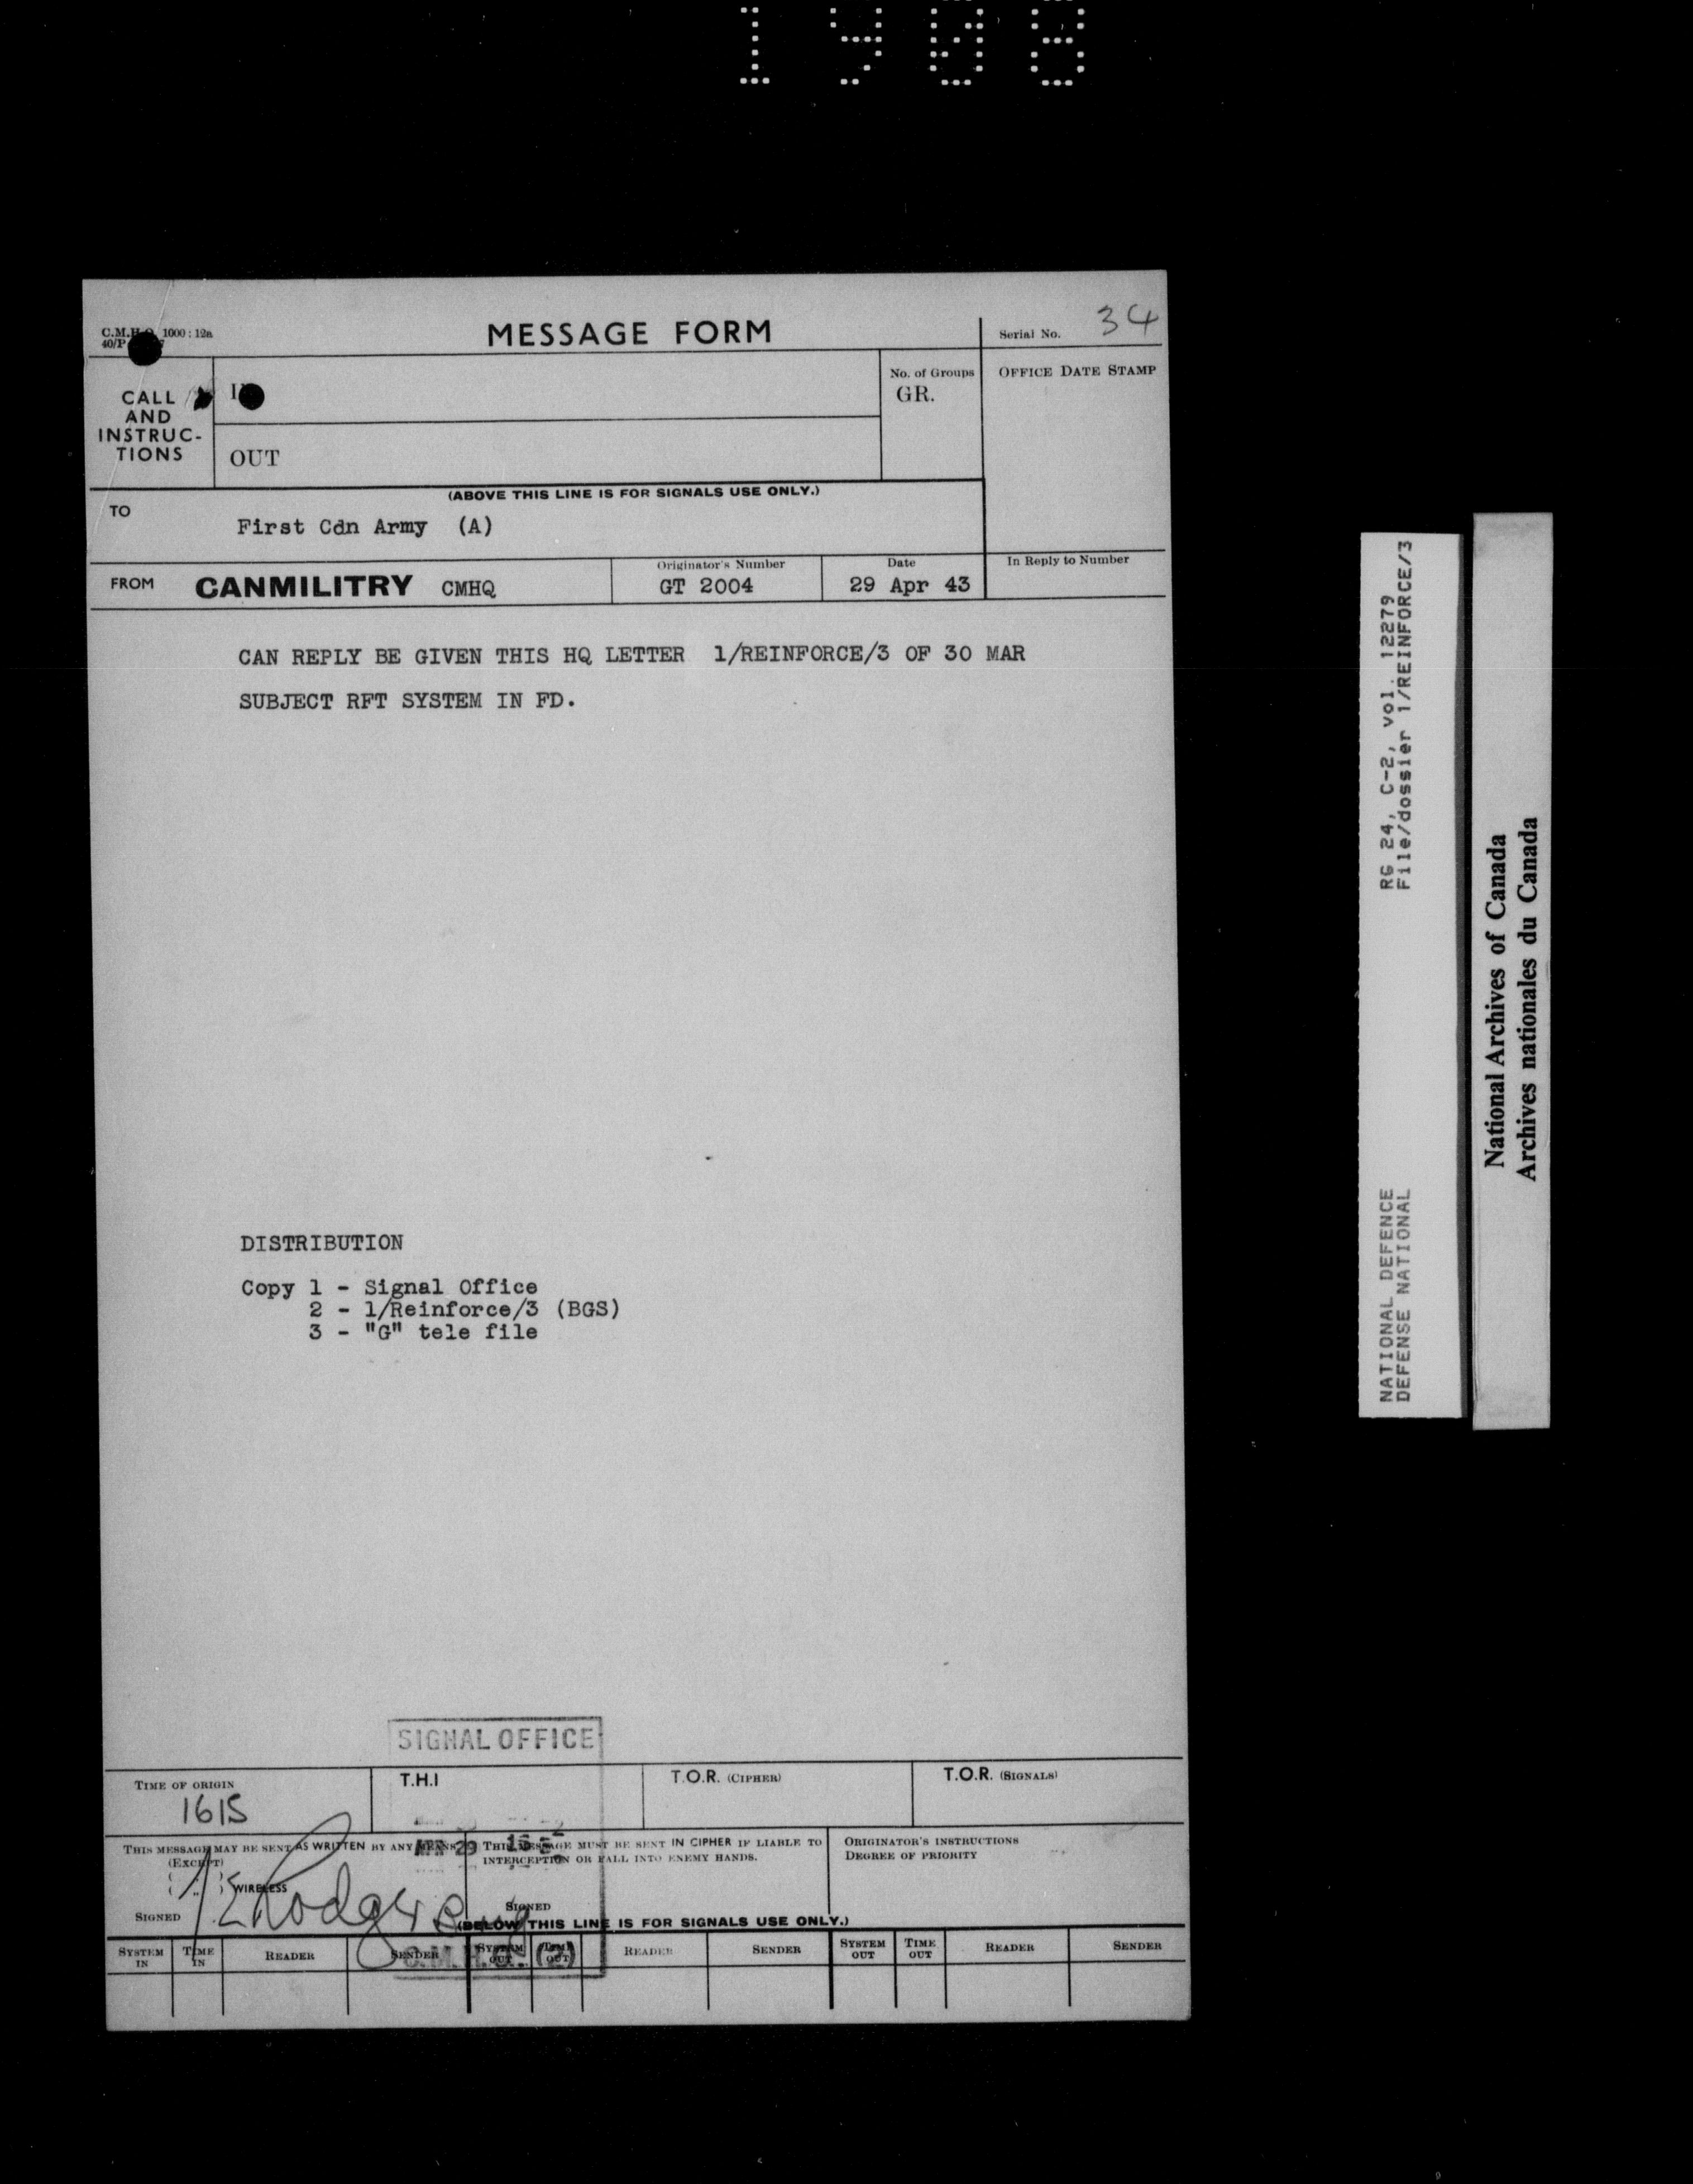 1908
C.M.H.Q. 1000 : 12a
40/P
MESSAGE FORM
Serial No. 34
CALL
AND
INSTRUC-
TIONS
OUT
No. of Groups
GR.
OFFICE DATE STAMP
(ABOVE THIS LINE IS FOR SIGNALS USE ONLY.)
TO
First Cdn Army (A)
FROM CANMILITRY CMHQ
Originator's Number
GT 2004
Date
29 Apr 43
In Reply to Number
CAN REPLY BE GIVEN THIS HQ LETTER 1/REINFORCE/3 OF 30 MAR
SUBJECT RFT SYSTEM IN FD.
DISTRIBUTION
Copy 1 - Signal Office
2 - 1/Reinforce/3 (BGS)
3 - "G" tele file
SIGNAL OFFICE
TIME OF ORIGIN
1615
T.H.I
T.O.R. (CIPHER)
T.O.R. (SIGNALS)
THIS MESSAGE MAY BE SENT AS WRITTEN BY ANY MEANS
(EXCEPT)
WIRELESS
SIGNED
APR 29
THIS MESSAGE MUST BE SENT IN CIPHER IF LIABLE TO
INTERCEPTION OR FALL INTO ENEMY HANDS.
SIGNED
ORIGINATOR'S INSTRUCTIONS
DEGREE OF PRIORITY
(BELOW THIS LINE IS FOR SIGNALS USE ONLY.)
C.M.H.Q. (2)
SYSTEM IN
TIME IN
READER
SENDER
SYSTEM OUT
TIME OUT
READER
SENDER
SYSTEM OUT
TIME OUT
READER
SENDER
RG 24, C-2, vol. 12279
File/dossier 1/REINFORCE/3
NATIONAL DEFENCE
DEFENSE NATIONAL
National Archives of Canada
Archives nationales du Canada